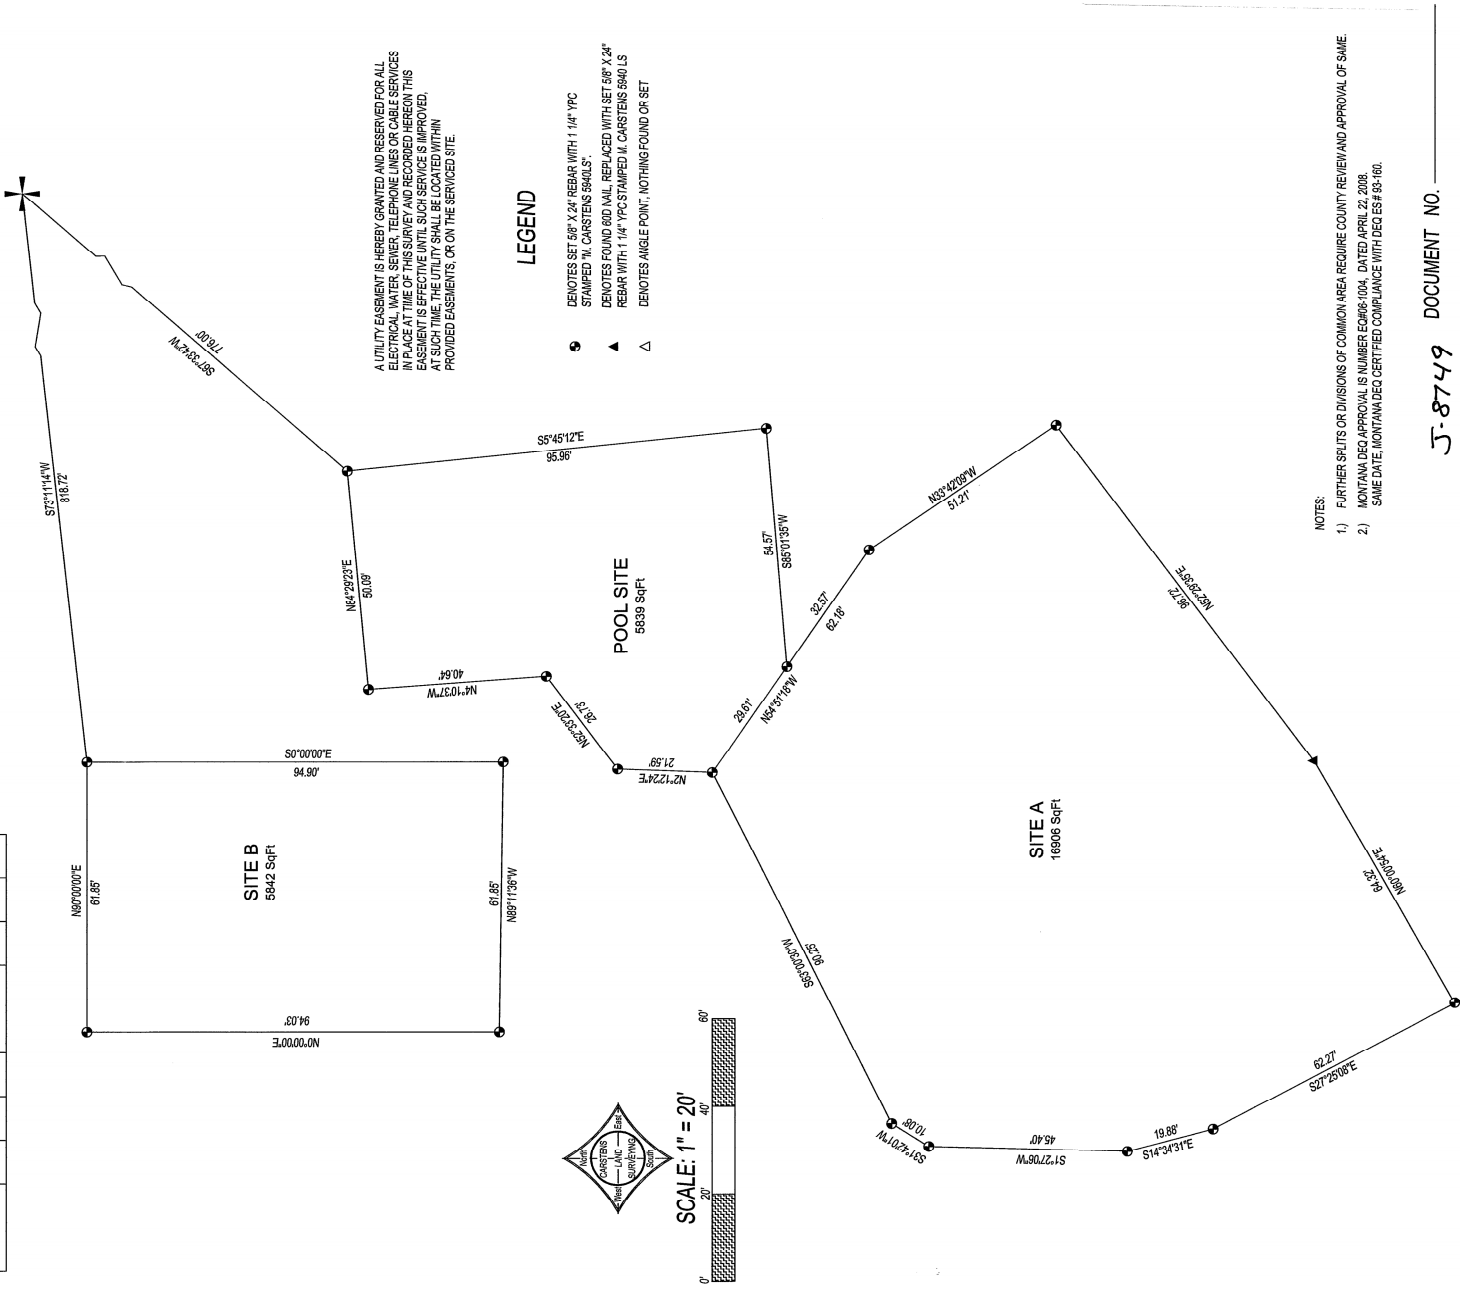 S73°11'14"W
818.72'
S67°33'42"W
776.00'
A UTILITY EASEMENT IS HEREBY GRANTED AND RESERVED FOR ALL
ELECTRICAL, WATER, SEWER, TELEPHONE LINES OR CABLE SERVICES
IN PLACE AT TIME OF THIS SURVEY AND RECORDED HEREON THIS
EASEMENT IS EFFECTIVE UNTIL SUCH SERVICE IS IMPROVED,
AT SUCH TIME, THE UTILITY SHALL BE LOCATED WITHIN
PROVIDED EASEMENTS, OR ON THE SERVICED SITE.
LEGEND
DENOTES SET 5/8" X 24" REBAR WITH 1 1/4" YPC
STAMPED "M. CARSTENS 5940LS".
DENOTES FOUND 60D NAIL, REPLACED WITH SET 5/8" X 24"
REBAR WITH 1 1/4" YPC STAMPED M. CARSTENS 5940 LS
DENOTES ANGLE POINT, NOTHING FOUND OR SET
N90°00'00"E
61.85'
S0°00'00"E
94.90'
SITE B
5842 SqFt
61.85'
N89°11'36"W
94.03'
N0°00'00"E
N84°29'23"E
50.09'
S5°45'12"E
95.96'
POOL SITE
5839 SqFt
40.64'
N4°10'37"W
26.73'
N52°33'20"E
21.59'
N2°12'24"E
54.57'
S85°01'35"W
29.61'
N54°51'18"W
32.57'
62.18'
N33°42'09"W
51.21'
N52°29'35"E
96.72'
SITE A
16906 SqFt
N60°00'54"E
64.32'
90.25'
S63°00'30"W
10.08'
S31°42'01"W
45.40'
S1°27'06"W
19.88'
S14°34'31"E
62.27'
S27°25'08"E
North
West
CARSTENS
LAND
SURVEYING
East
South
SCALE: 1" = 20'
0' 20' 40' 60'
NOTES:
1.) FURTHER SPLITS OR DIVISIONS OF COMMON AREA REQUIRE COUNTY REVIEW AND APPROVAL OF SAME.
2.) MONTANA DEQ APPROVAL IS NUMBER EQ#06-1004, DATED APRIL 22, 2008.
SAME DATE, MONTANA DEQ CERTIFIED COMPLIANCE WITH DEQ ES# 93-160.
J-8749 DOCUMENT NO.